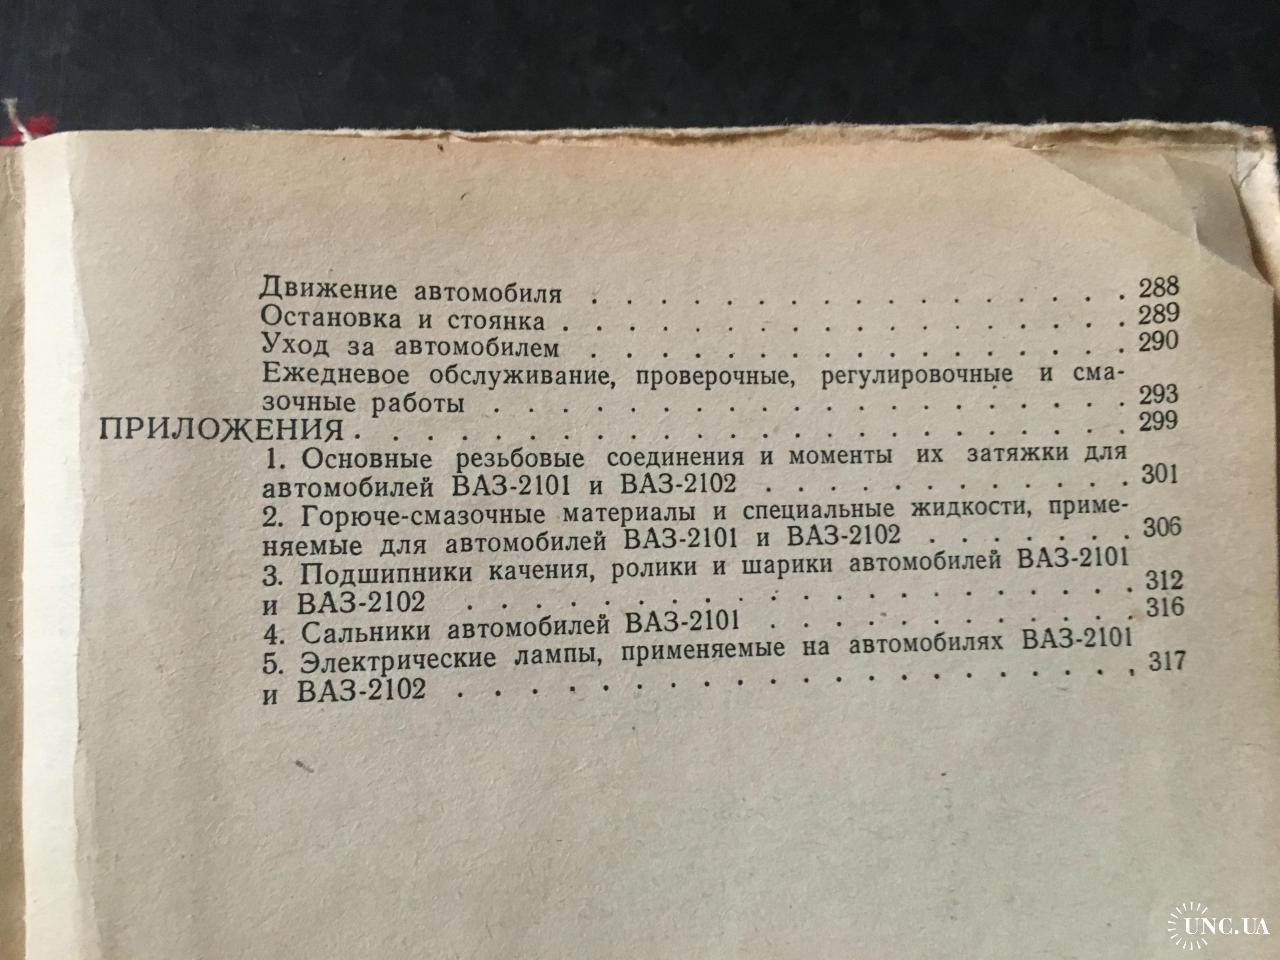 Движение автомобиля . . . . . . . . . . . . . . . . 288
Остановка и стоянка . . . . . . . . . . . . . . . . . 289
Уход за автомобилем . . . . . . . . . . . . . . . . 290
Ежедневое обслуживание, проверочные, регулировочные и сма-
зочные работы . . . . . . . . . . . . . . . . . . . 293
ПРИЛОЖЕНИЯ . . . . . . . . . . . . . . . . . . . . . . . 299
1. Основные резьбовые соединения и моменты их затяжки для
автомобилей ВАЗ-2101 и ВАЗ-2102 . . . . . . . . . . . 301
2. Горюче-смазочные материалы и специальные жидкости, приме-
няемые для автомобилей ВАЗ-2101 и ВАЗ-2102 . . . . . . . 306
3. Подшипники качения, ролики и шарики автомобилей ВАЗ-2101
и ВАЗ-2102 . . . . . . . . . . . . . . . . . . . 312
4. Сальники автомобилей ВАЗ-2101 . . . . . . . . . . . 316
5. Электрические лампы, применяемые на автомобилях ВАЗ-2101
и ВАЗ-2102 . . . . . . . . . . . . . . . . . . . 317
UNC.UA